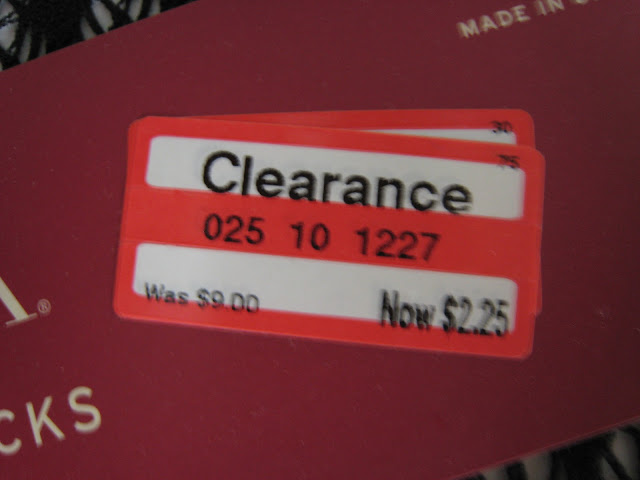 MADE IN
30
75
Clearance
025 10 1227
Was $9.00 Now $2.25
®
CKS